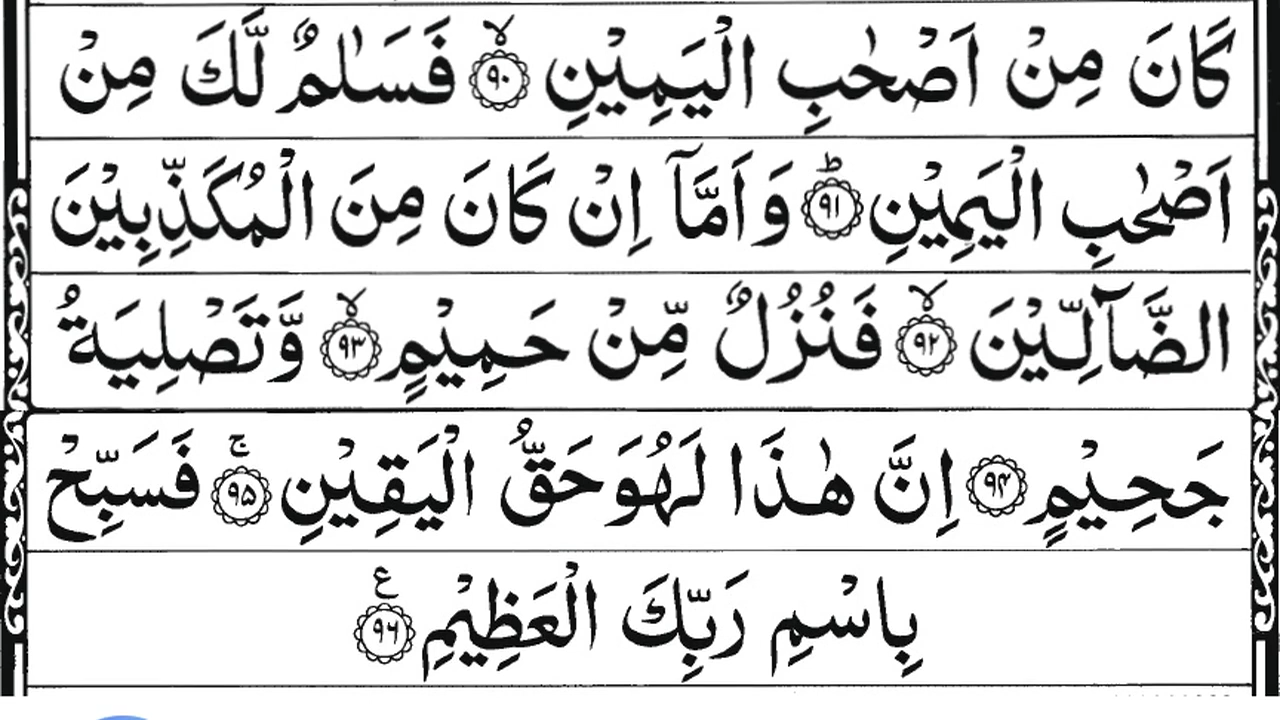 كَانَ مِنْ اَصْحٰبِ الْيَمِيْنِ ۙ‏﴿۹۰﴾ فَسَلٰمٌ لَّكَ مِنْ
اَصْحٰبِ الْيَمِيْنِ ؕ‏﴿۹۱﴾ وَ اَمَّاۤ اِنْ كَانَ مِنَ الْمُكَذِّبِيْنَ
الضَّآلِّيْنَ ۙ‏﴿۹۲﴾ فَنُزُلٌ مِّنْ حَمِيْمٍ ۙ‏﴿۹۳﴾ وَّ تَصْلِيَةُ
جَحِيْمٍ ﴿۹۴﴾ اِنَّ هٰذَا لَهُوَ حَقُّ الْيَقِيْنِ ۚ‏﴿۹۵﴾ فَسَبِّحْ
بِاسْمِ رَبِّكَ الْعَظِيْمِ ع ﴿۹۶﴾